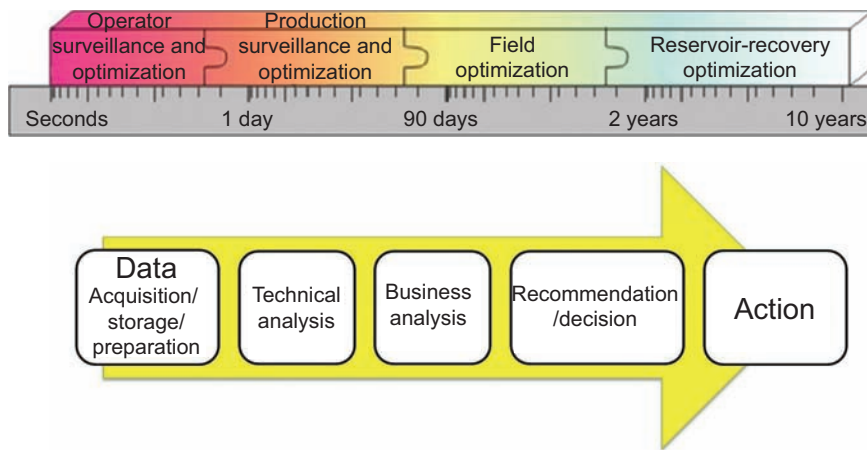 Operator
surveillance and
optimization
Production
surveillance and
optimization
Field
optimization
Reservoir-recovery
optimization
Seconds
1 day
90 days
2 years
10 years
Data
Acquisition/
storage/
preparation
Technical
analysis
Business
analysis
Recommendation
/decision
Action